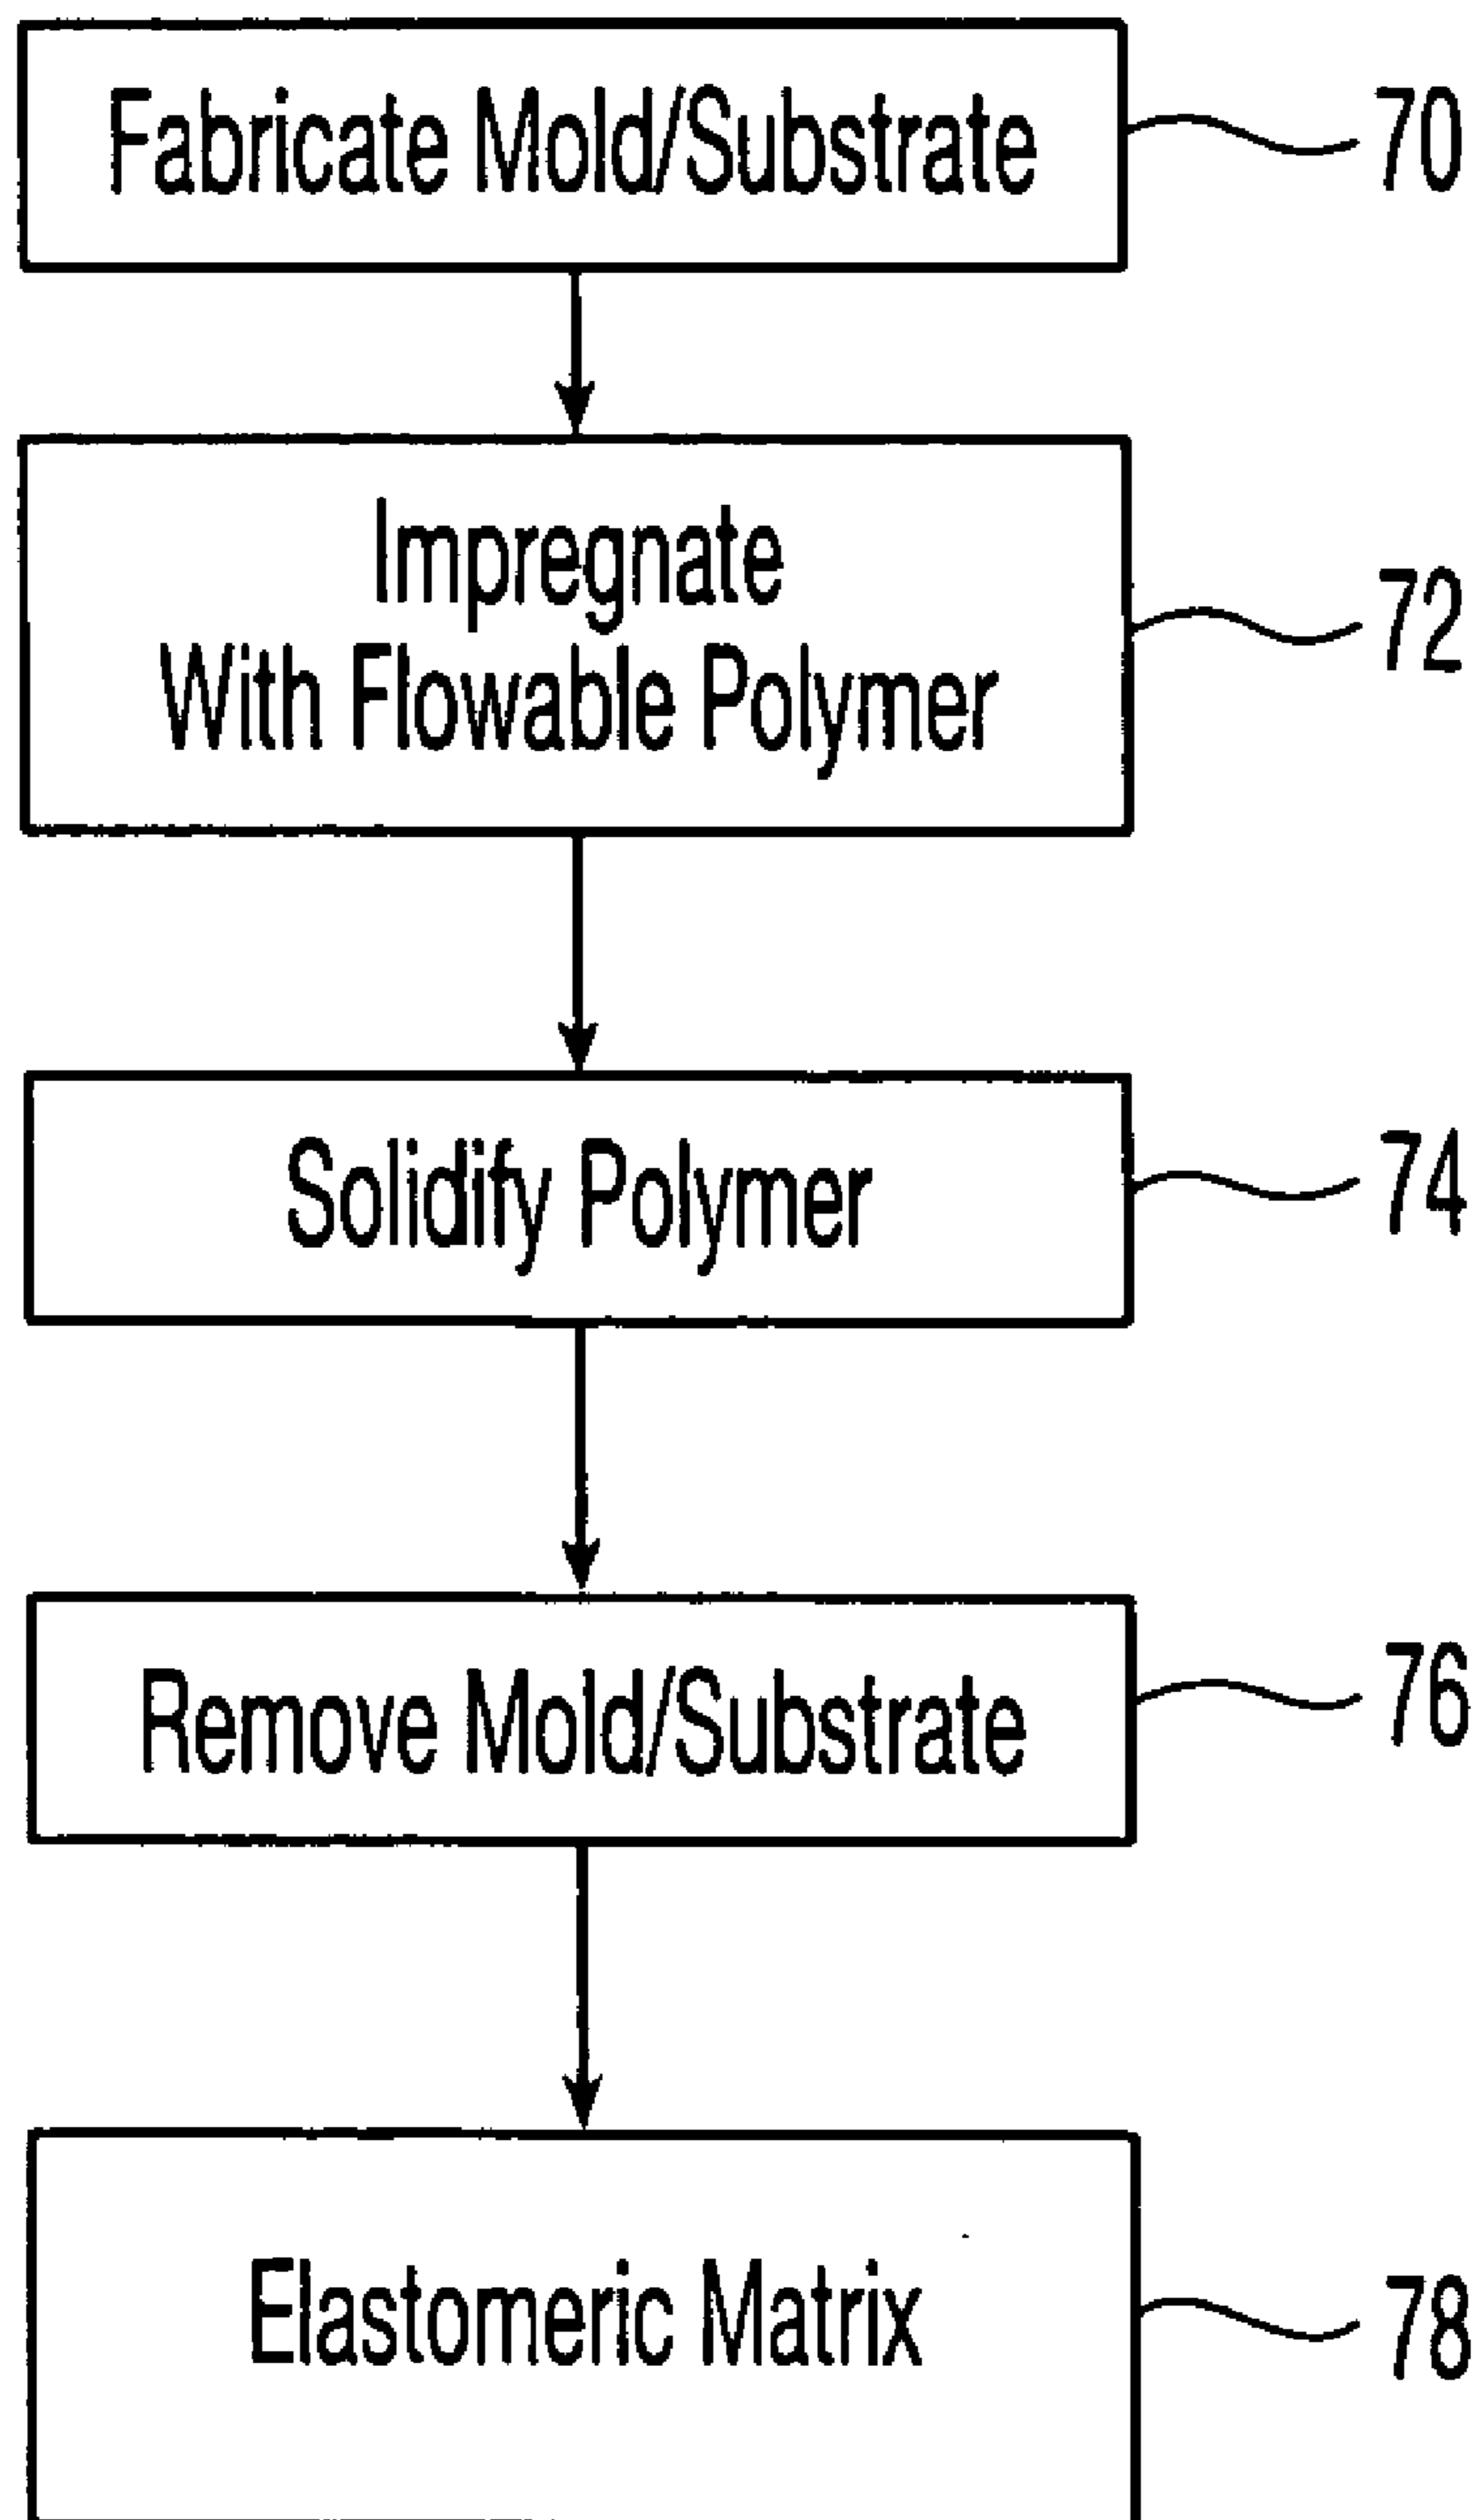 Fabricate Mold/Substrate
70
Impregnate
With Flowable Polymer
72
Solidify Polymer
74
Remove Mold/Substrate
76
Elastomeric Matrix
78